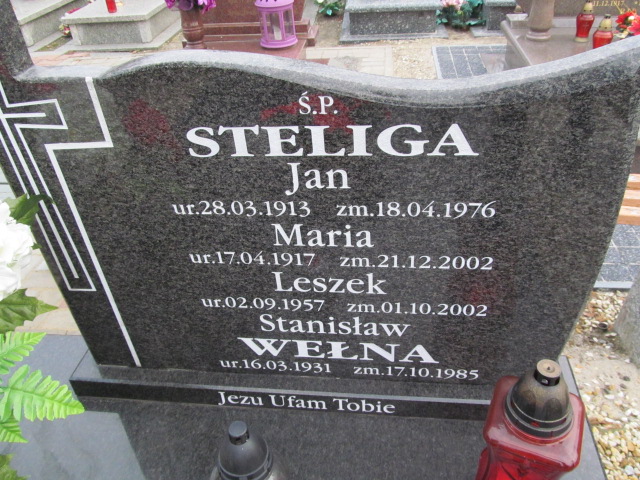 Ś.P.
STELIGA
Jan
ur.28.03.1913 zm.18.04.1976
Maria
ur.17.04.1917 zm.21.12.2002
Leszek
ur.02.09.1957 zm.01.10.2002
Stanisław
WEŁNA
ur.16.03.1931 zm.17.10.1985
Jezu Ufam Tobie